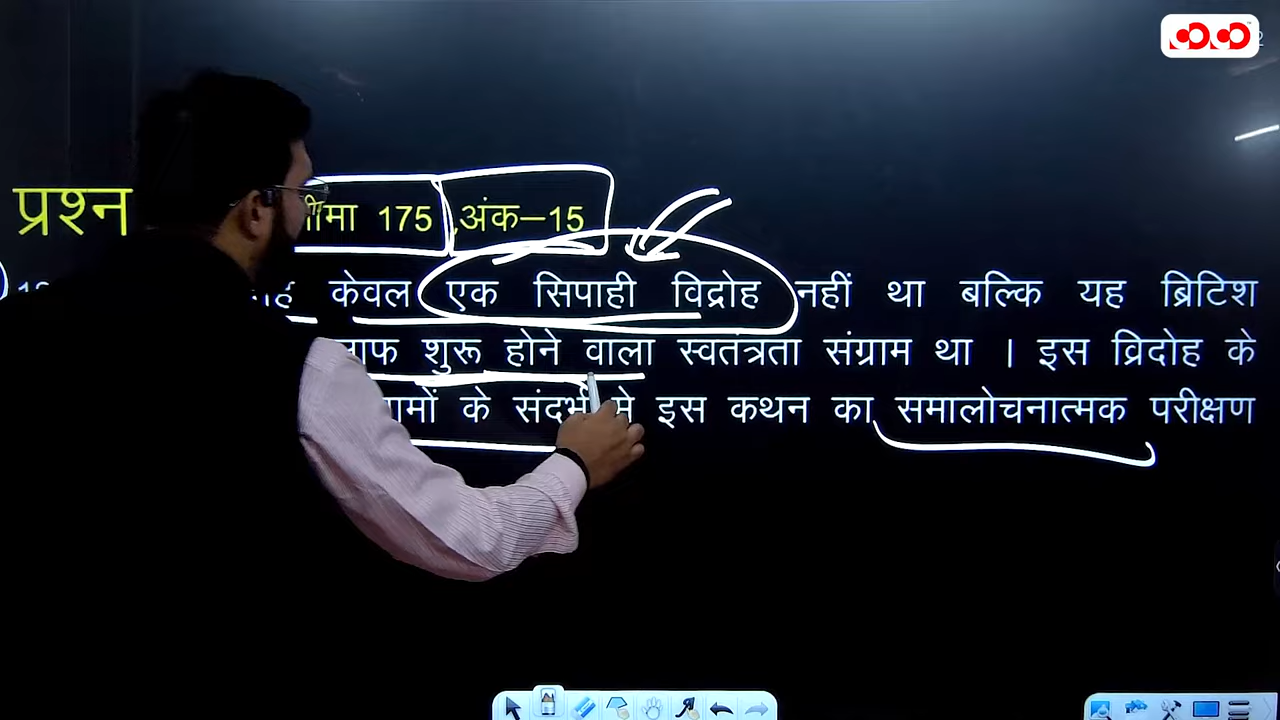 प्रश्न सीमा 175 ,अंक–15
केवल एक सिपाही विद्रोह नहीं था बल्कि यह ब्रिटिश
शुरू होने वाला स्वतंत्रता संग्राम था । इस व्रिदोह के
के संदर्भ मे इस कथन का समालोचनात्मक परीक्षण